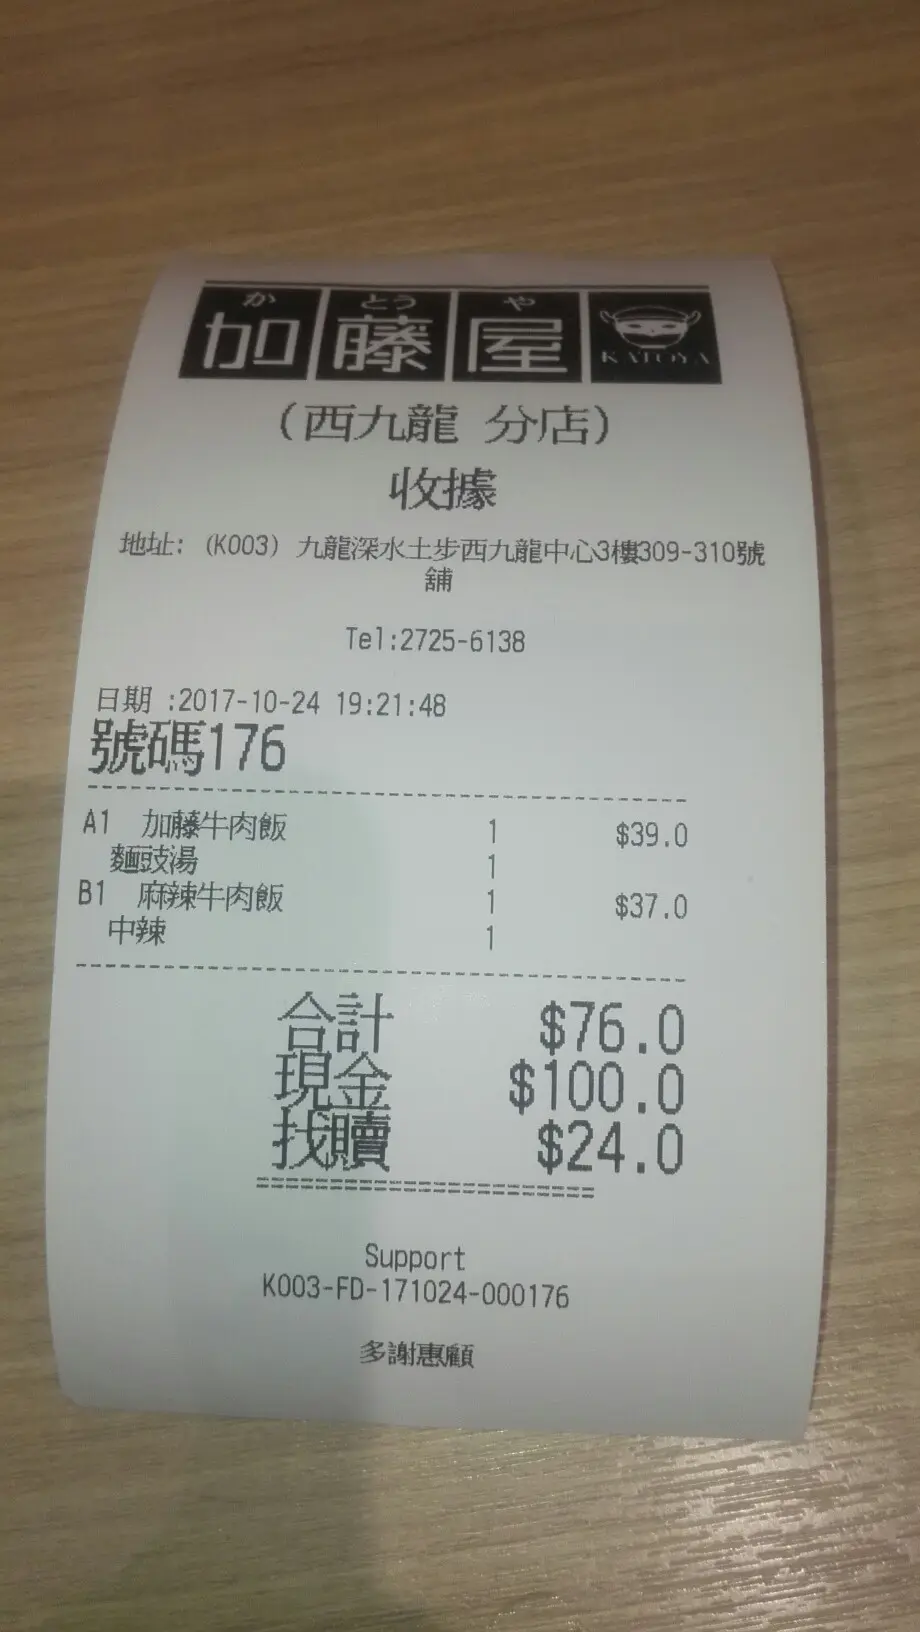 か とう や
加藤屋 KATOYA
(西九龍 分店)
收據
地址: (K003) 九龍深水土步西九龍中心3樓309-310號
舖
Tel:2725-6138
日期 :2017-10-24 19:21:48
號碼176
A1 加藤牛肉飯 1 $39.0
麵豉湯 1
B1 麻辣牛肉飯 1 $37.0
中辣 1
合計 $76.0
現金 $100.0
找贖 $24.0
Support
K003-FD-171024-000176
多謝惠顧